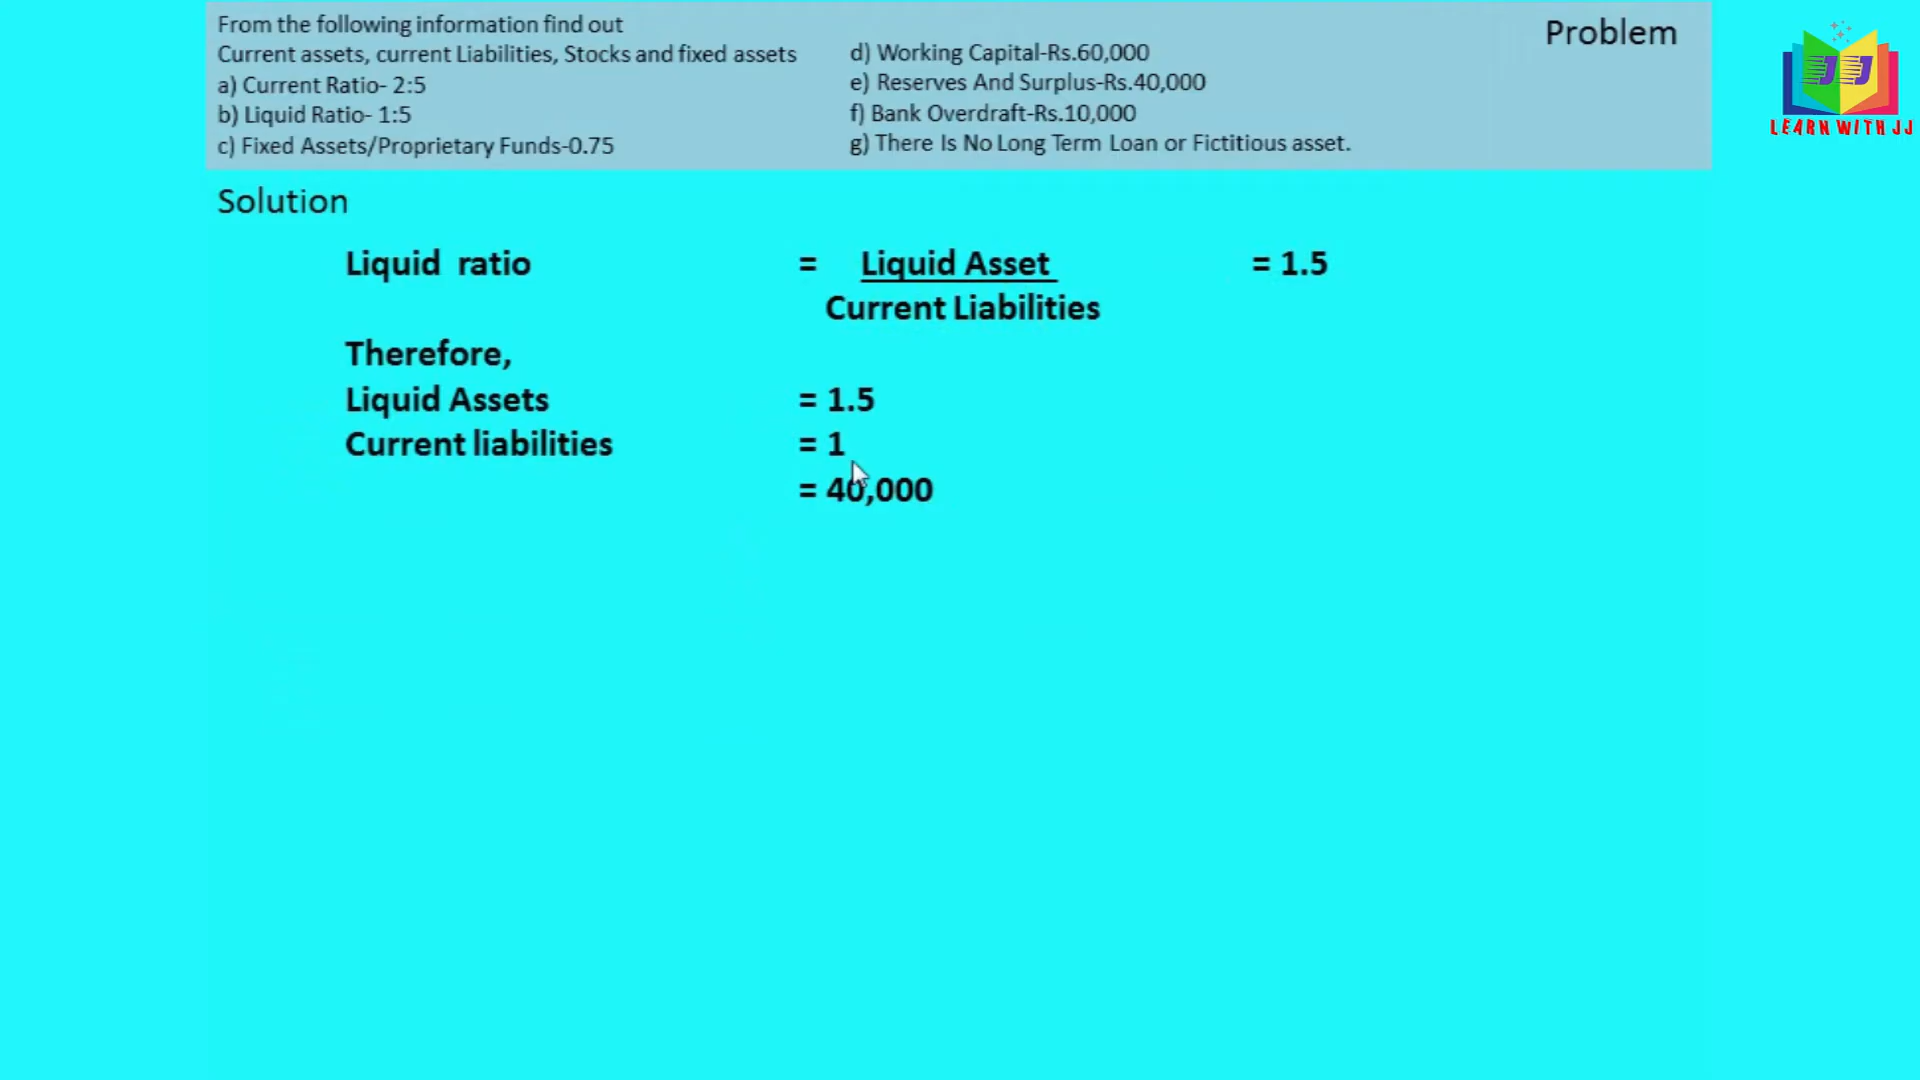 From the following information find out
Current assets, current Liabilities, Stocks and fixed assets
a) Current Ratio- 2:5
b) Liquid Ratio- 1:5
c) Fixed Assets/Proprietary Funds-0.75
d) Working Capital-Rs.60,000
e) Reserves And Surplus-Rs.40,000
f) Bank Overdraft-Rs.10,000
g) There Is No Long Term Loan or Fictitious asset.
Problem
JJ
LEARN WITH JJ
Solution
Liquid ratio = Liquid Asset = 1.5
Current Liabilities
Therefore,
Liquid Assets = 1.5
Current liabilities = 1
= 40,000